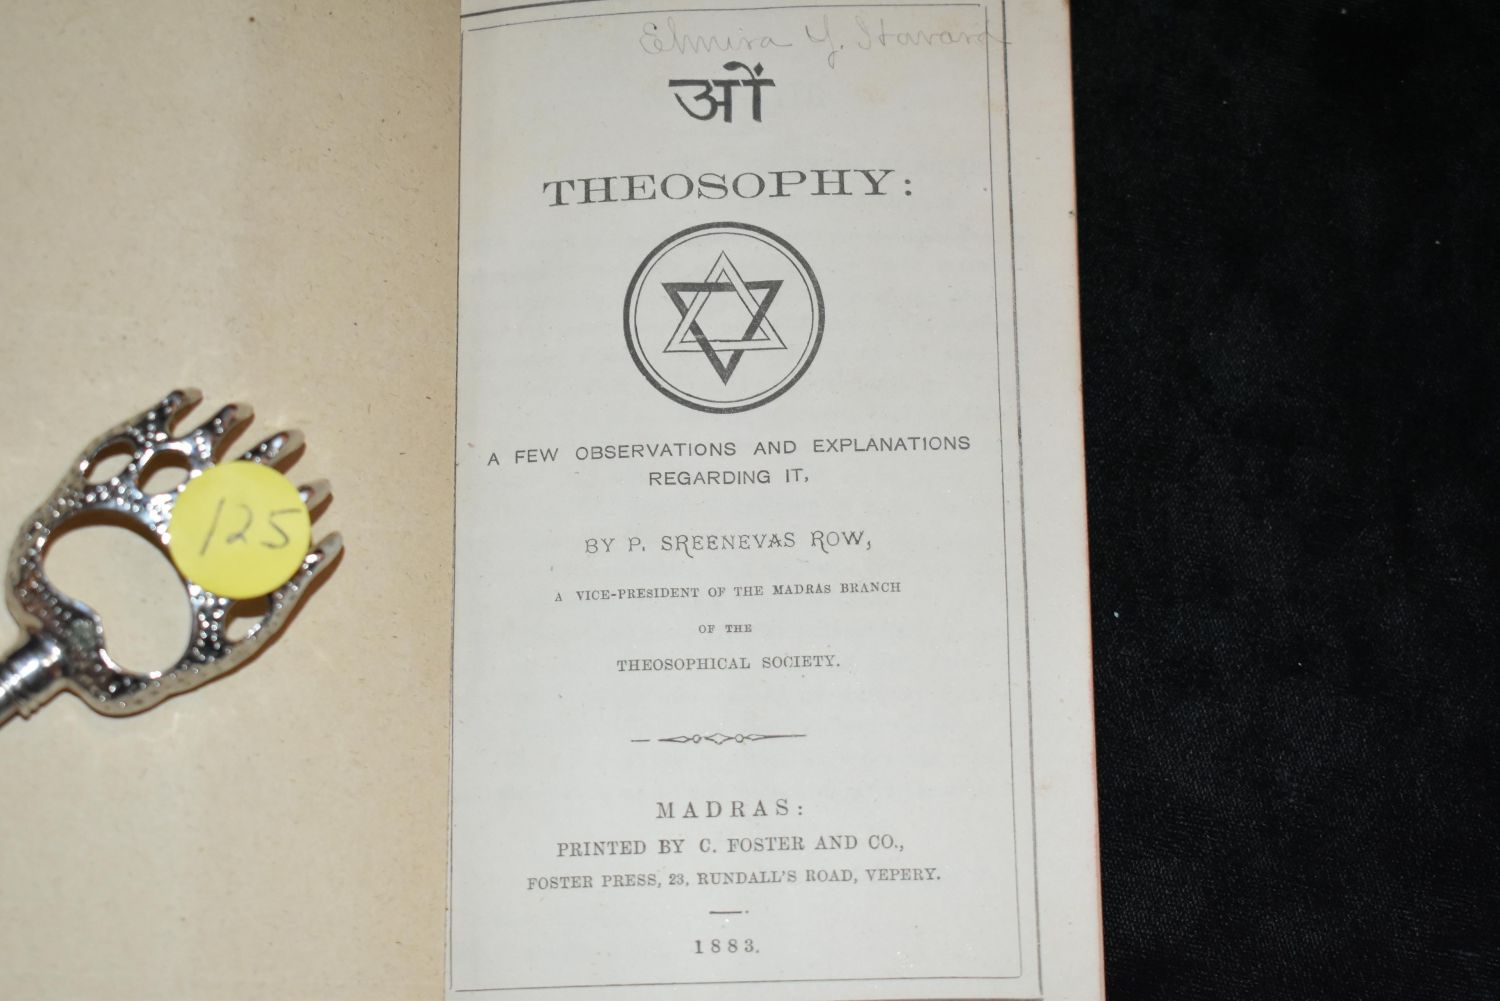 Elmira Y.
ओं
THEOSOPHY:
A FEW OBSERVATIONS AND EXPLANATIONS
REGARDING IT,
BY P. SREENEVAS ROW,
A VICE-PRESIDENT OF THE MADRAS BRANCH
OF THE
THEOSOPHICAL SOCIETY.
MADRAS:
PRINTED BY C. FOSTER AND CO.,
FOSTER PRESS, 23, RUNDALL'S ROAD, VEPERY.
1883.
125